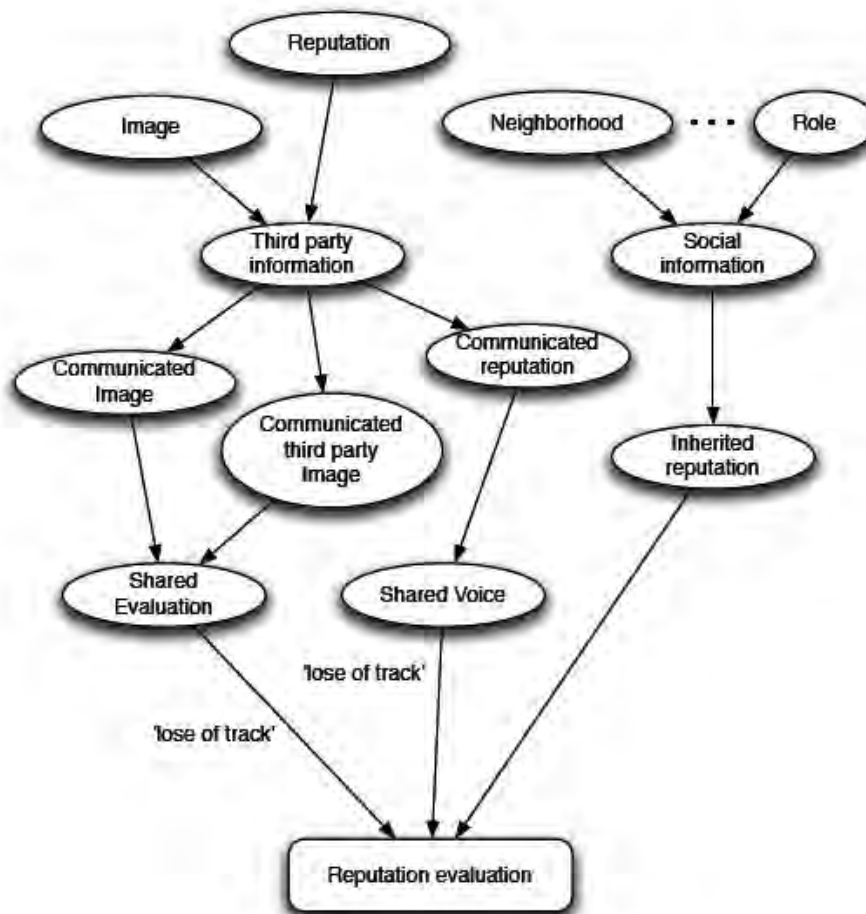 Reputation
Image
Neighborhood
Role
Third party
information
Social
information
Communicated
Image
Communicated
reputation
Communicated
third party
Image
Inherited
reputation
Shared
Evaluation
Shared Voice
'lose of track'
'lose of track'
Reputation evaluation